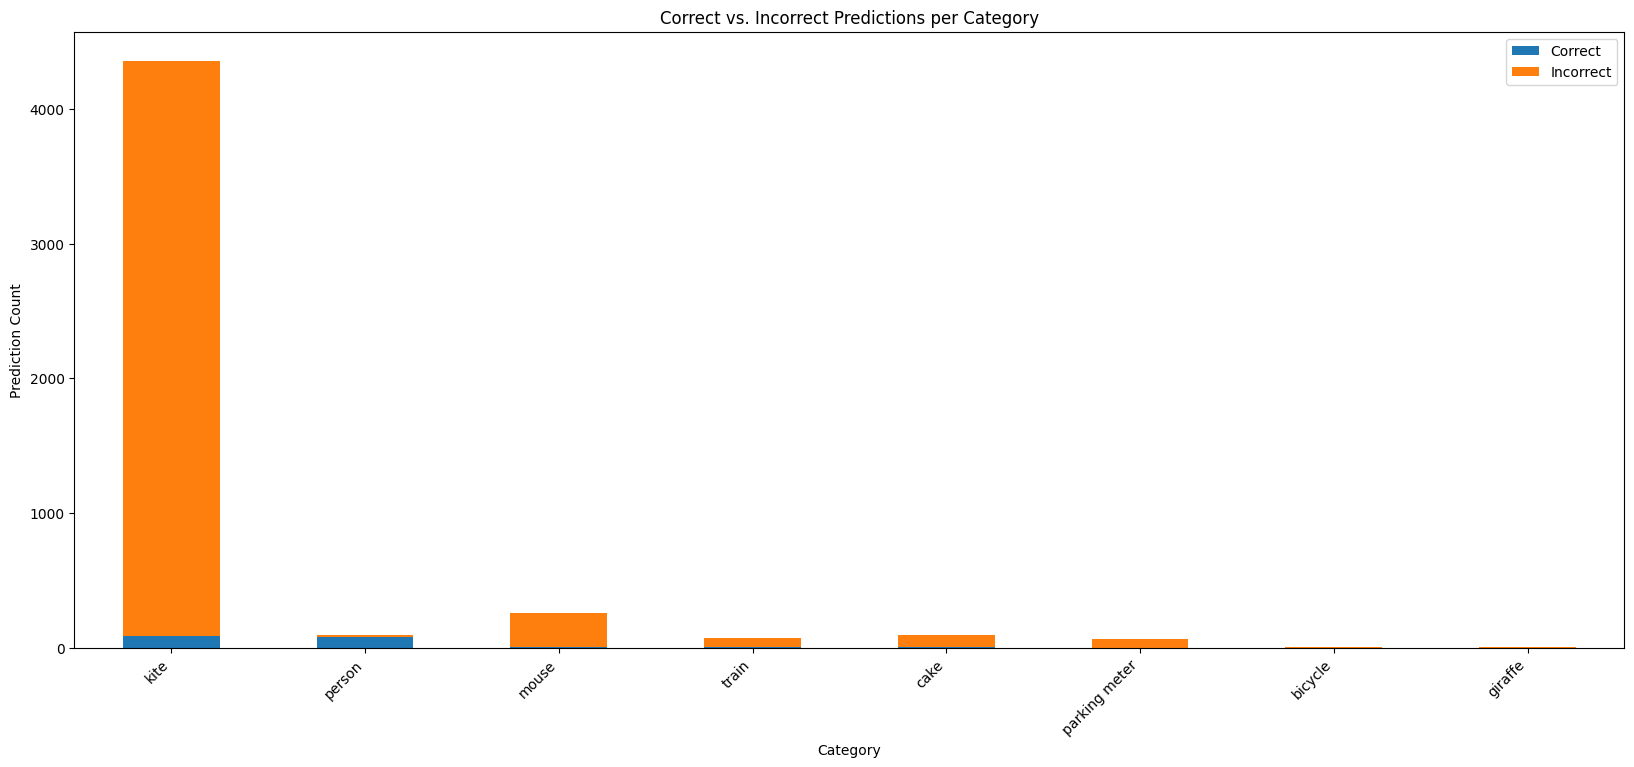 Correct vs. Incorrect Predictions per Category
Correct
Incorrect
Prediction Count
4000
3000
2000
1000
0
kite
person
mouse
train
cake
parking meter
bicycle
giraffe
Category